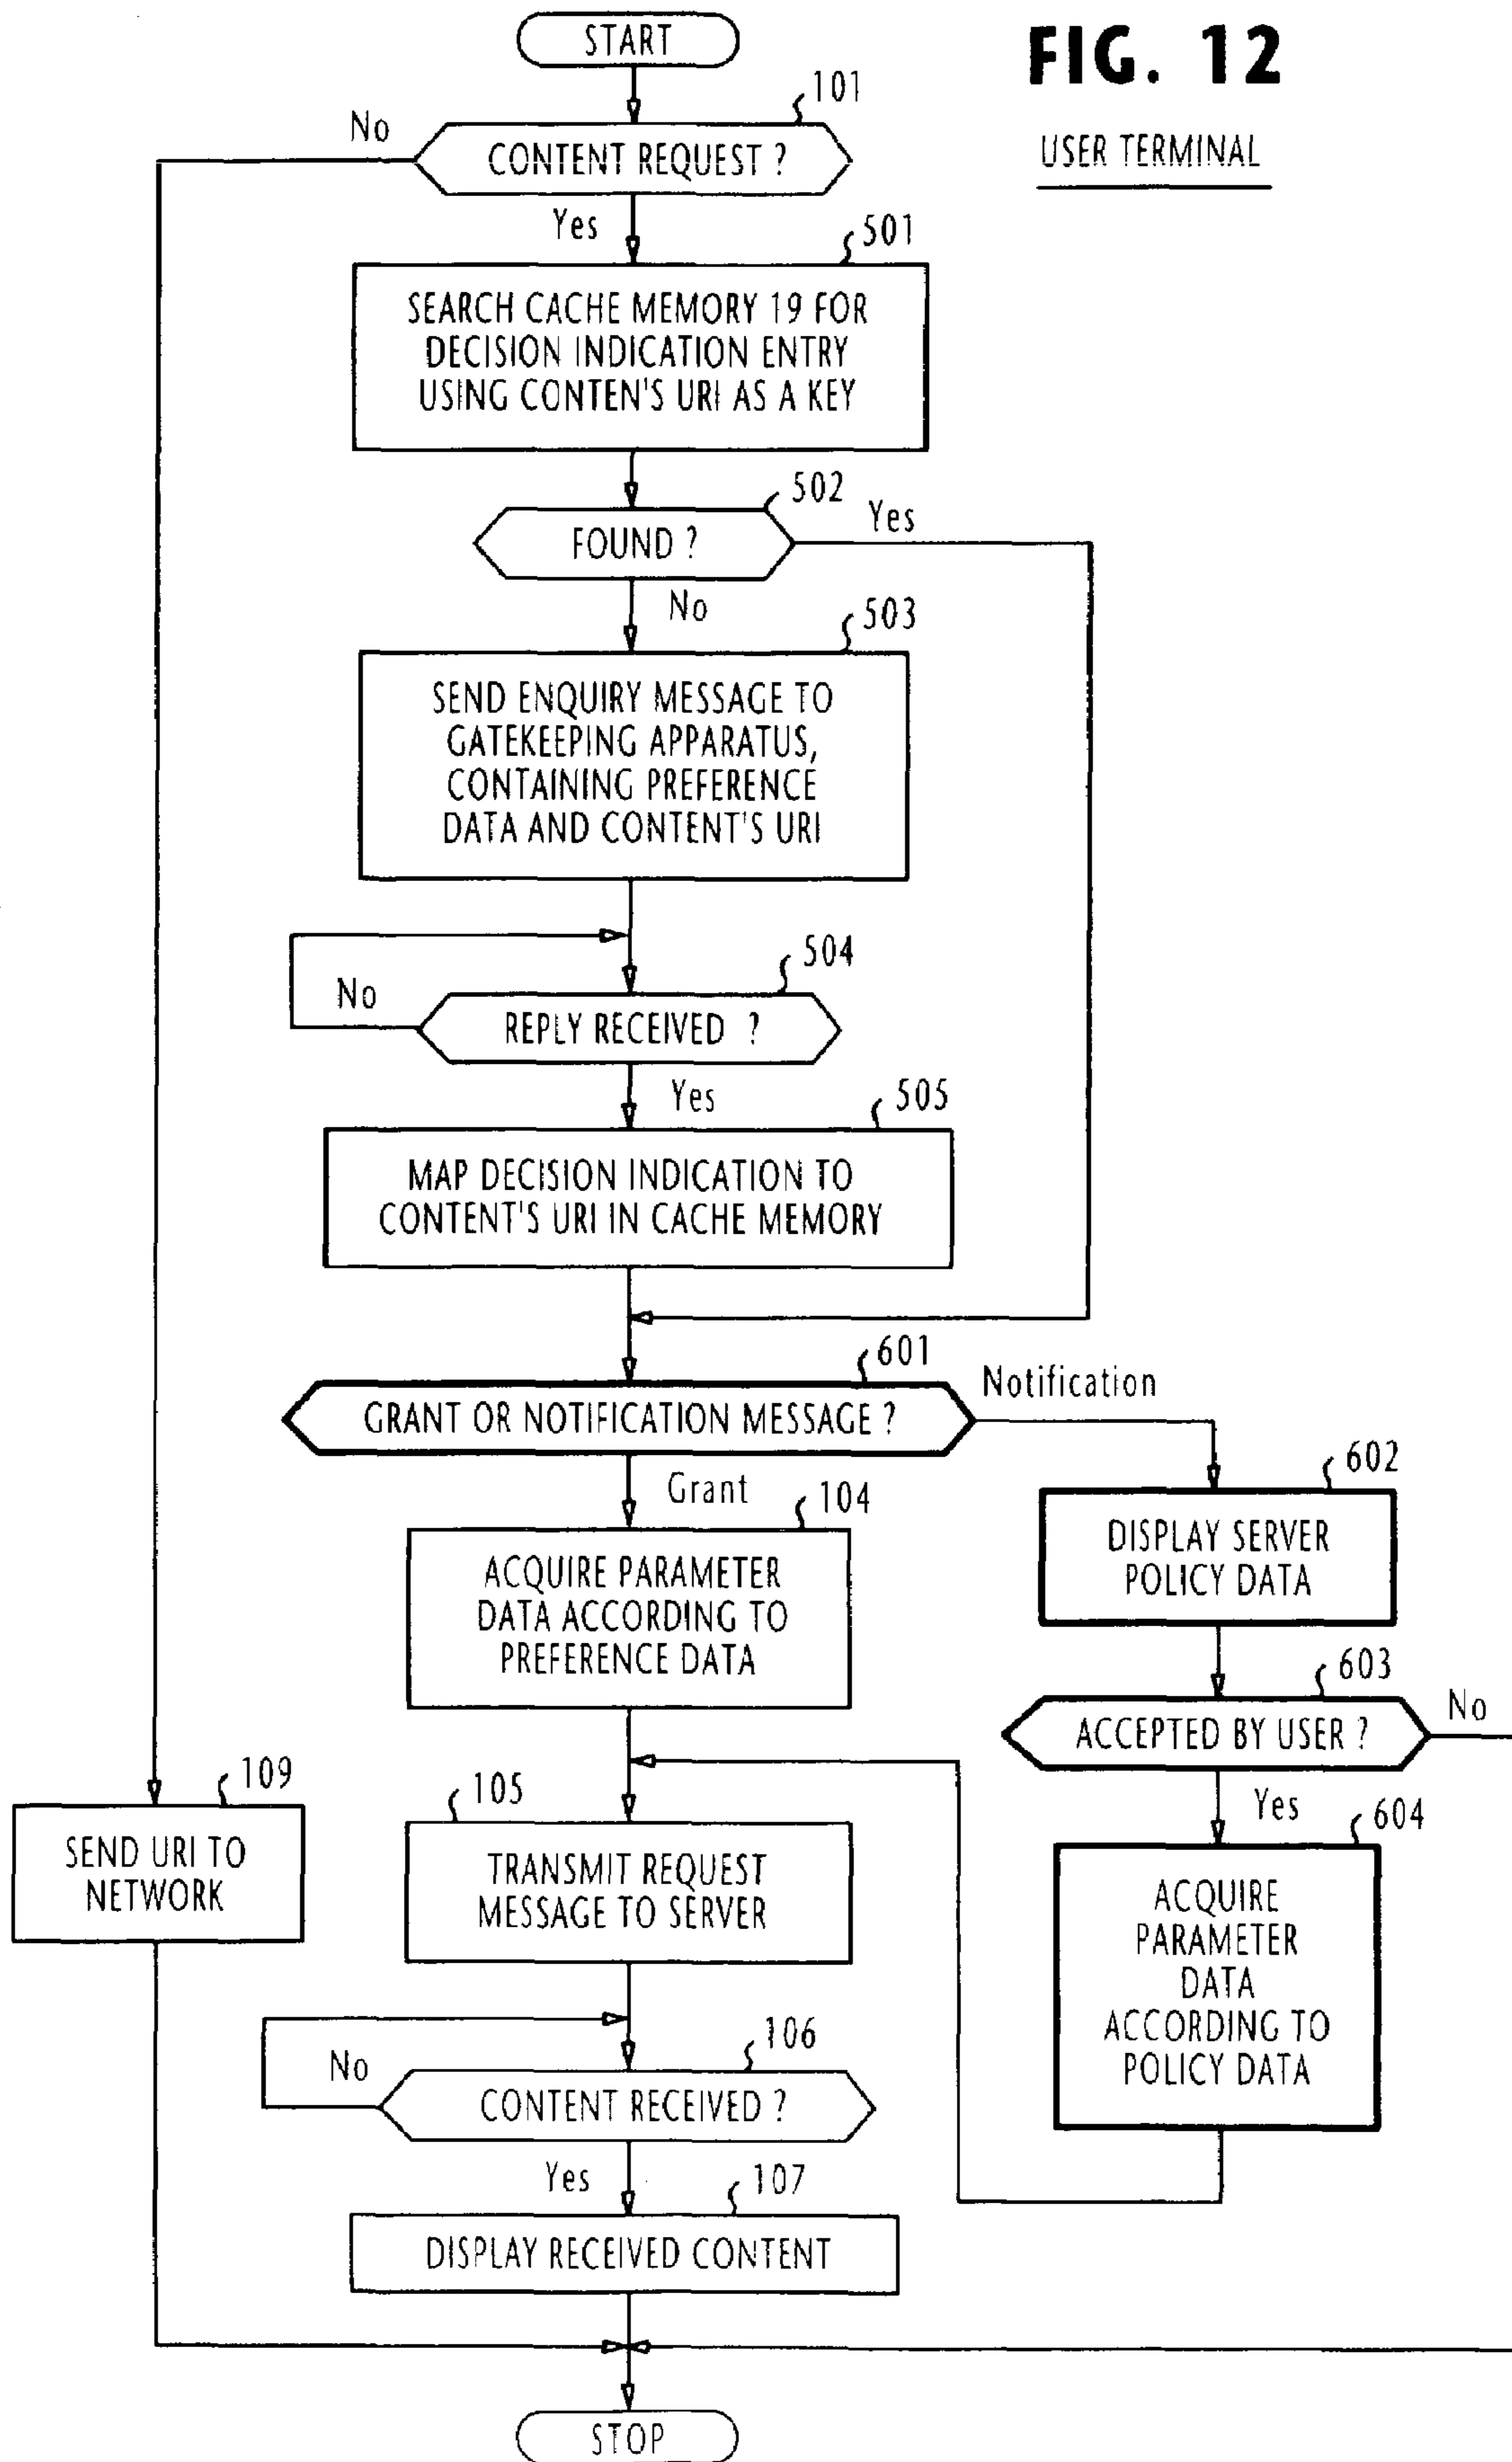 START
FIG. 12
USER TERMINAL
101
No
CONTENT REQUEST ?
Yes
501
SEARCH CACHE MEMORY 19 FOR
DECISION INDICATION ENTRY
USING CONTEN'S URI AS A KEY
502
FOUND ?
Yes
No
503
SEND ENQUIRY MESSAGE TO
GATEKEEPING APPARATUS,
CONTAINING PREFERENCE
DATA AND CONTENT'S URI
504
No
REPLY RECEIVED ?
Yes
505
MAP DECISION INDICATION TO
CONTENT'S URI IN CACHE MEMORY
601
GRANT OR NOTIFICATION MESSAGE ?
Notification
Grant
104
ACQUIRE PARAMETER
DATA ACCORDING TO
PREFERENCE DATA
602
DISPLAY SERVER
POLICY DATA
603
ACCEPTED BY USER ?
No
Yes
604
ACQUIRE
PARAMETER
DATA
ACCORDING TO
POLICY DATA
109
SEND URI TO
NETWORK
105
TRANSMIT REQUEST
MESSAGE TO SERVER
106
No
CONTENT RECEIVED ?
Yes
107
DISPLAY RECEIVED CONTENT
STOP